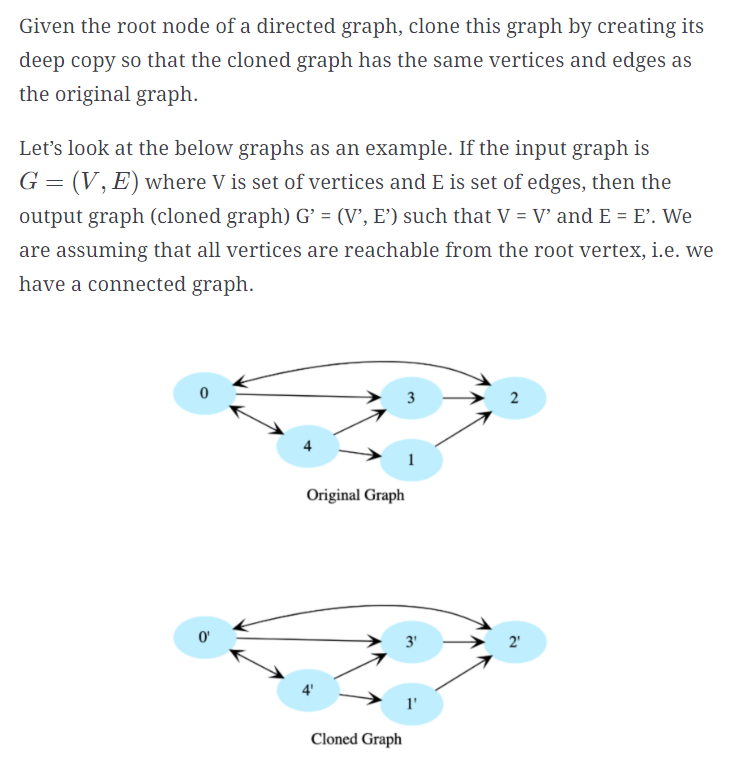 Given the root node of a directed graph, clone this graph by creating its
deep copy so that the cloned graph has the same vertices and edges as
the original graph.
Let’s look at the below graphs as an example. If the input graph is
G = (V, E) where V is set of vertices and E is set of edges, then the
output graph (cloned graph) G’ = (V’, E’) such that V = V’ and E = E’. We
are assuming that all vertices are reachable from the root vertex, i.e. we
have a connected graph.
0
3
2
4
1
Original Graph
0'
3'
2'
4'
1'
Cloned Graph